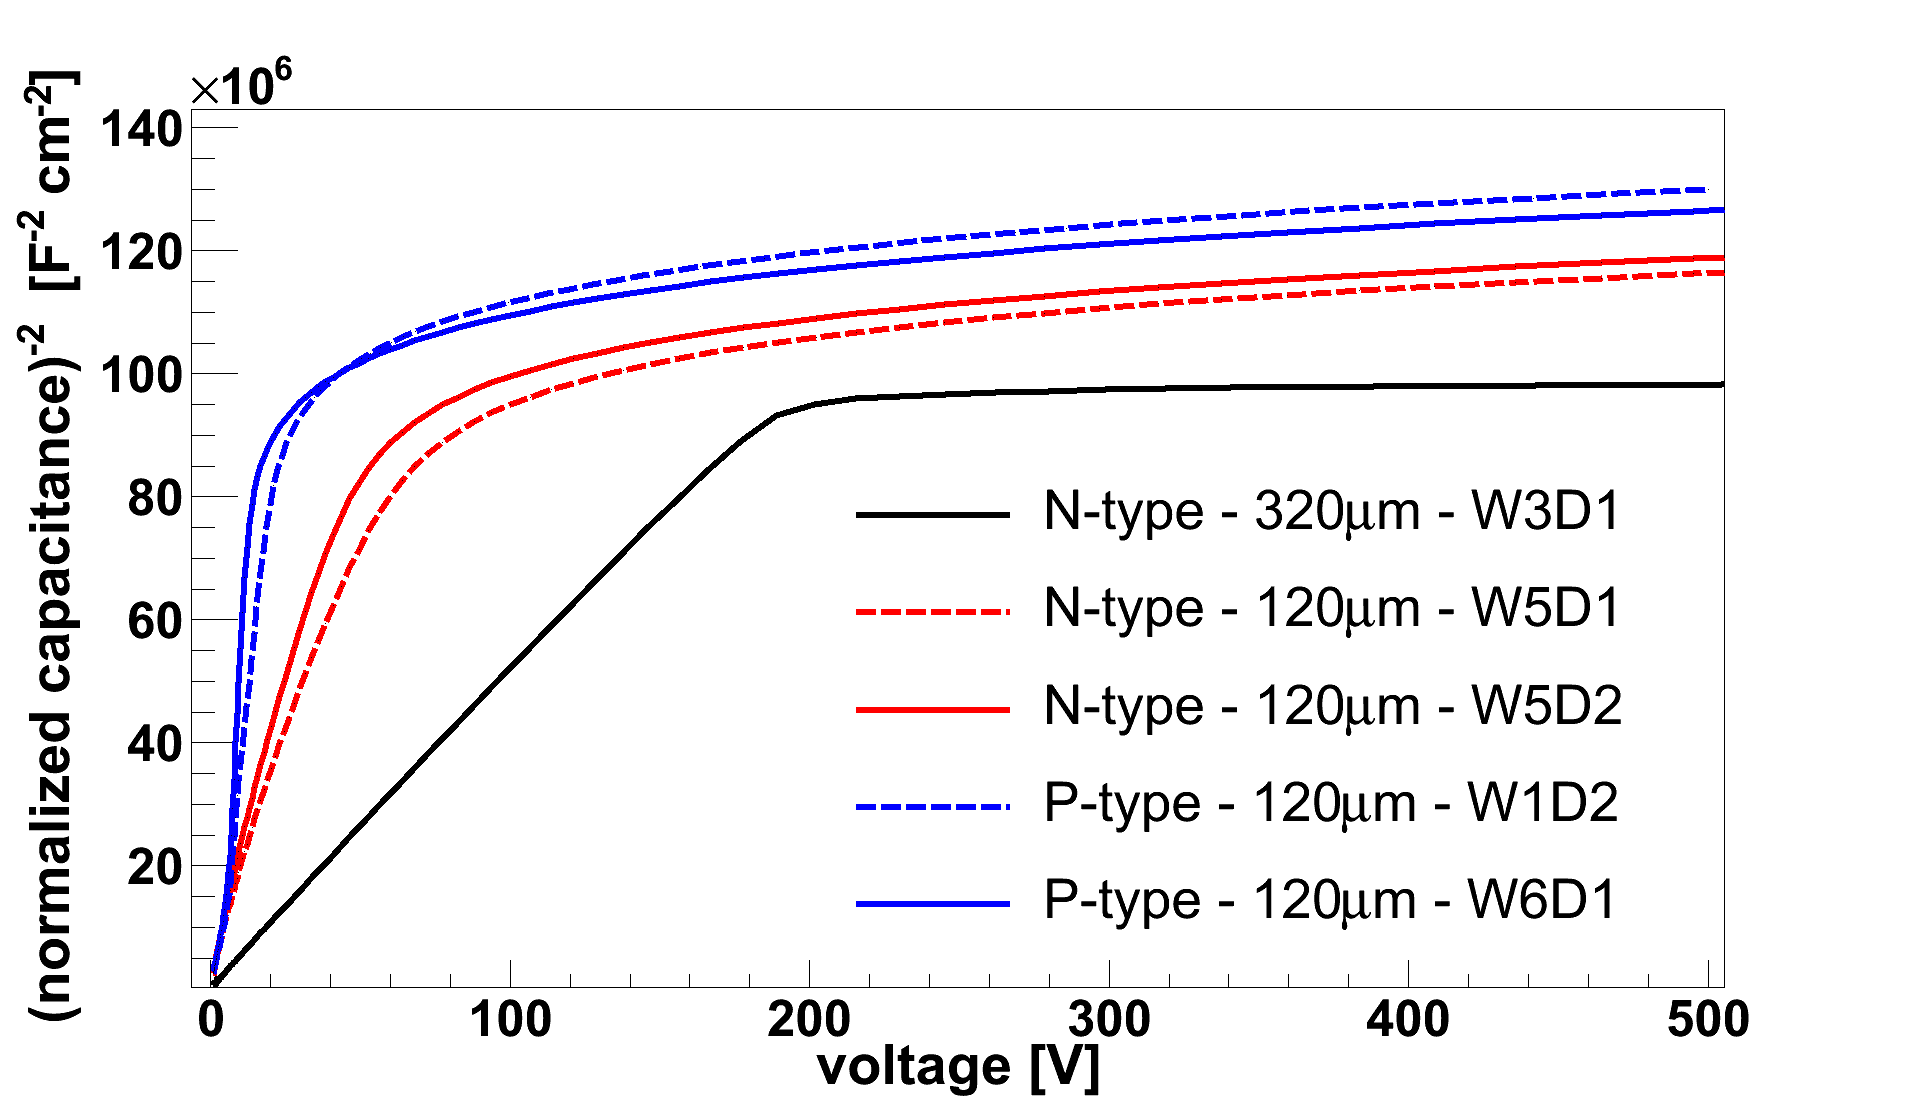 ×10⁶
(normalized capacitance)⁻² [F⁻² cm⁻²]
140
120
100
80
60
40
20
N-type - 320μm - W3D1
N-type - 120μm - W5D1
N-type - 120μm - W5D2
P-type - 120μm - W1D2
P-type - 120μm - W6D1
0 100 200 300 400 500
voltage [V]